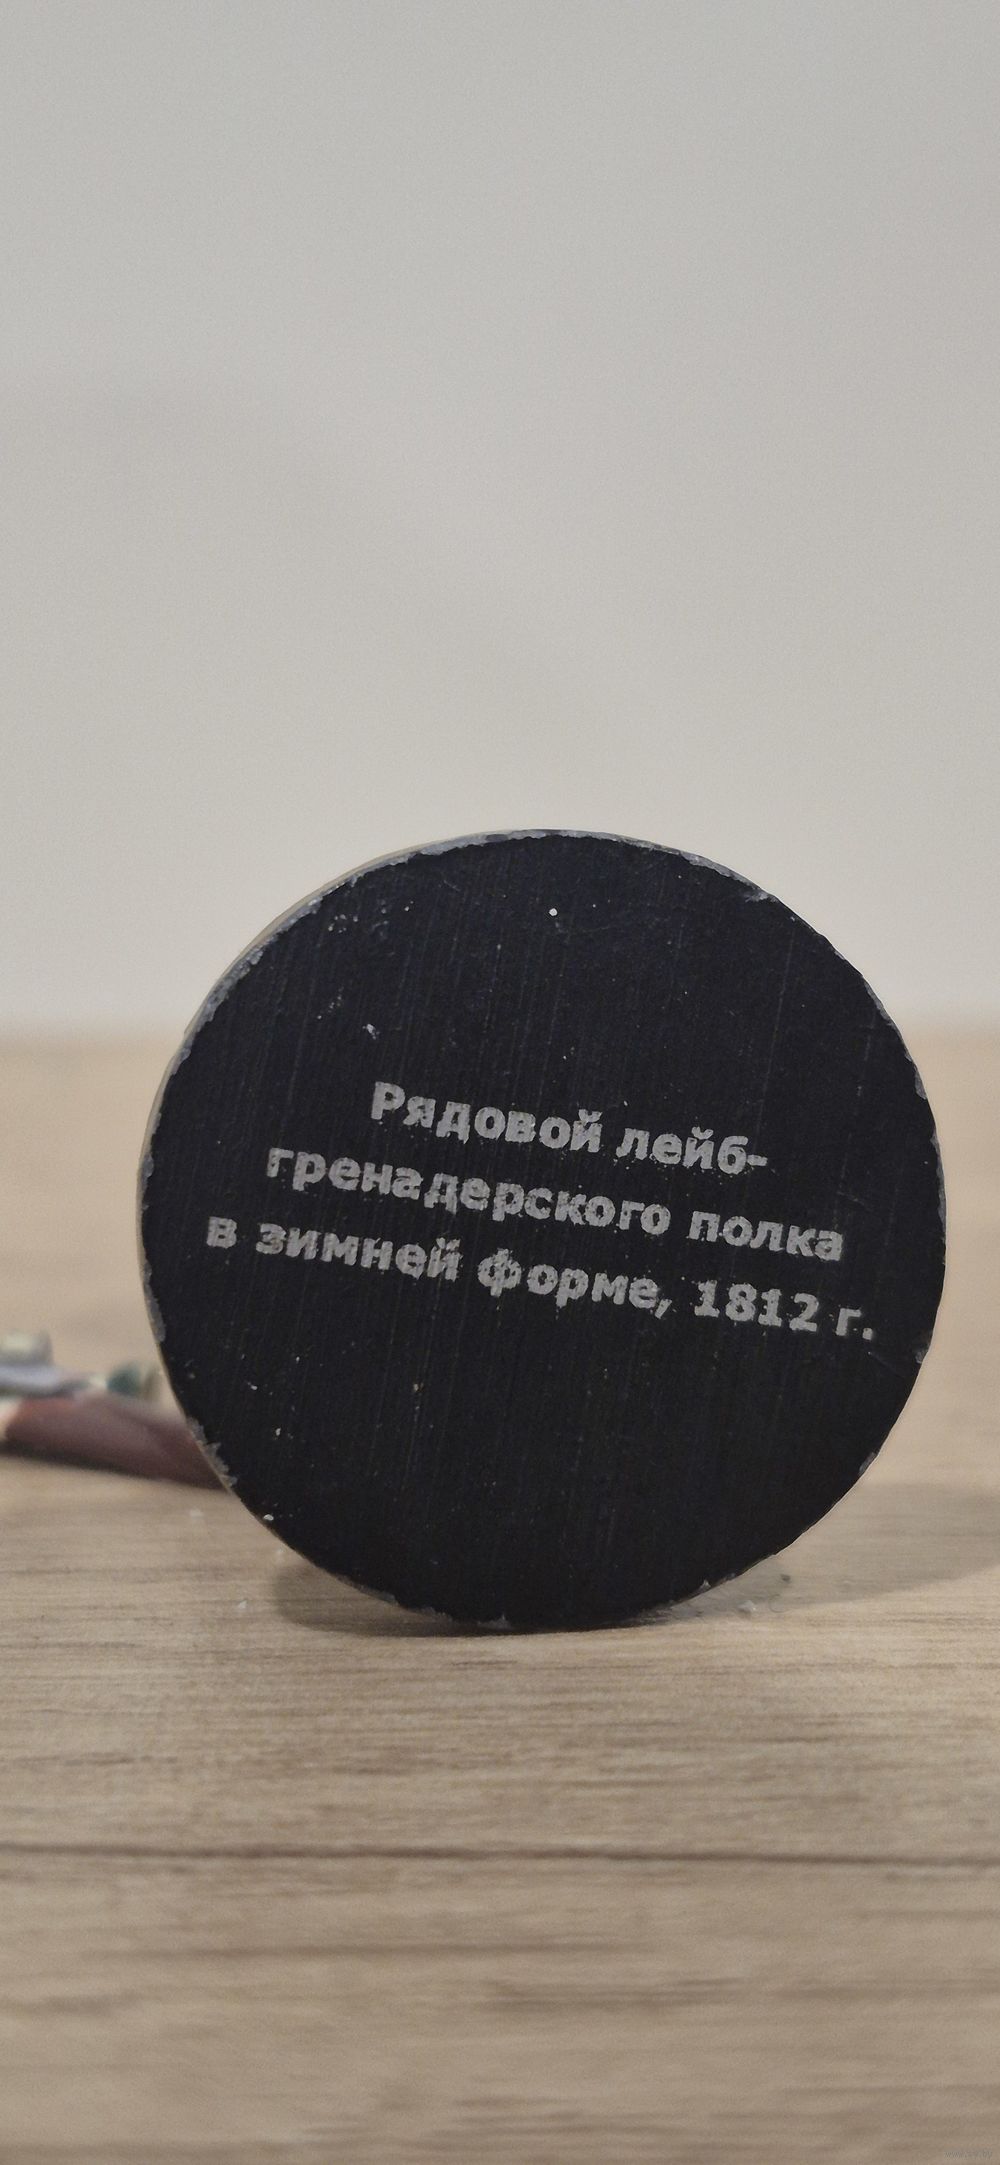 Рядовой лейб-
гренадерского полка
в зимней форме, 1812 г.